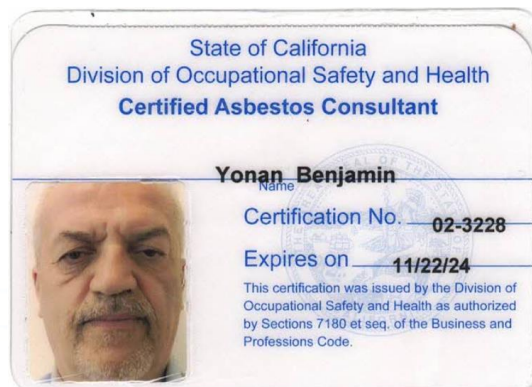 State of California
Division of Occupational Safety and Health
Certified Asbestos Consultant
Yonan Benjamin
Name
Certification No. 02-3228
Expires on 11/22/24
This certification was issued by the Division of
Occupational Safety and Health as authorized
by Sections 7180 et seq. of the Business and
Professions Code.